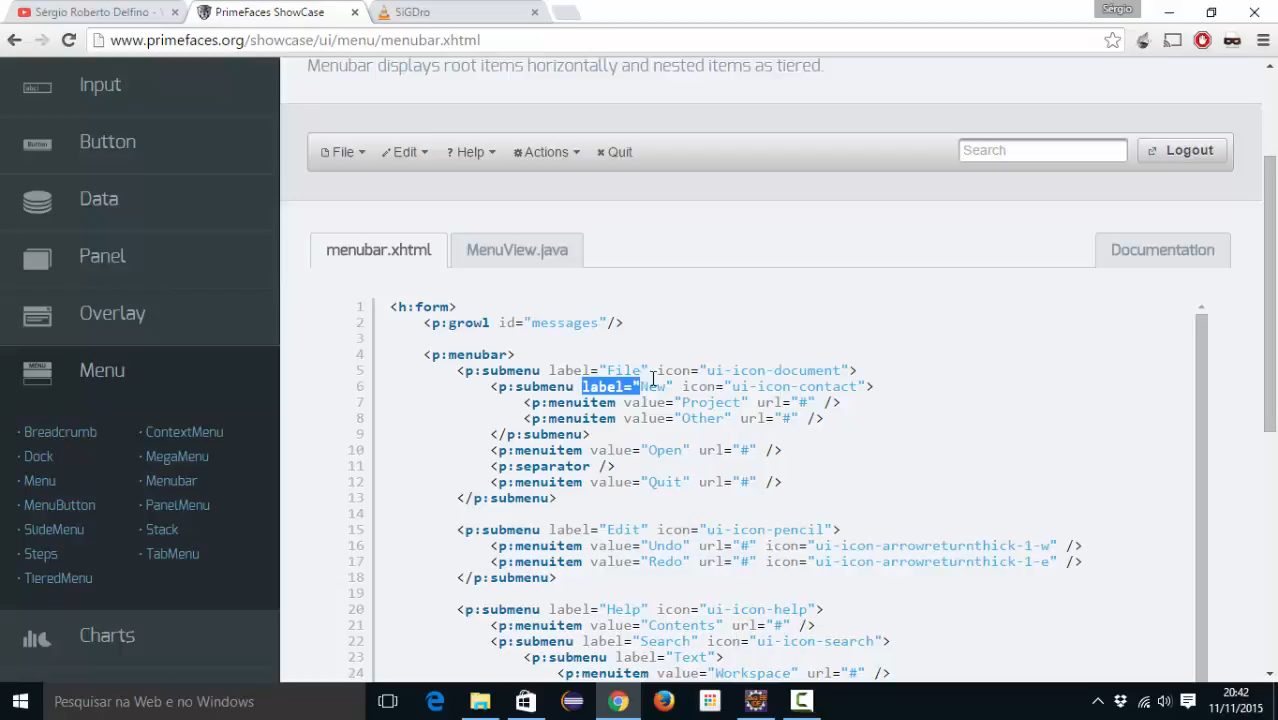 Sérgio Roberto Delfino -
PrimeFaces ShowCase
SiGDro
Sérgio
www.primefaces.org/showcase/ui/menu/menubar.xhtml
Menubar displays root items horizontally and nested items as tiered.
Input
Button
Data
Panel
Overlay
Menu
Breadcrumb
ContextMenu
Dock
MegaMenu
Menu
Menubar
MenuButton
PanelMenu
SlideMenu
Stack
Steps
TabMenu
TieredMenu
Charts
File
Edit
? Help
Actions
Quit
Search
Logout
menubar.xhtml
MenuView.java
Documentation
1 <h:form>
2 <p:growl id="messages"/>
3
4 <p:menubar>
5 <p:submenu label="File" icon="ui-icon-document">
6 <p:submenu label="New" icon="ui-icon-contact">
7 <p:menuitem value="Project" url="#" />
8 <p:menuitem value="Other" url="#" />
9 </p:submenu>
10 <p:menuitem value="Open" url="#" />
11 <p:separator />
12 <p:menuitem value="Quit" url="#" />
13 </p:submenu>
14
15 <p:submenu label="Edit" icon="ui-icon-pencil">
16 <p:menuitem value="Undo" url="#" icon="ui-icon-arrowreturnthick-1-w" />
17 <p:menuitem value="Redo" url="#" icon="ui-icon-arrowreturnthick-1-e" />
18 </p:submenu>
19
20 <p:submenu label="Help" icon="ui-icon-help">
21 <p:menuitem value="Contents" url="#" />
22 <p:submenu label="Search" icon="ui-icon-search">
23 <p:submenu label="Text">
24 <p:menuitem value="Workspace" url="#" />
Pesquisar na Web e no Windows
20:42
11/11/2015